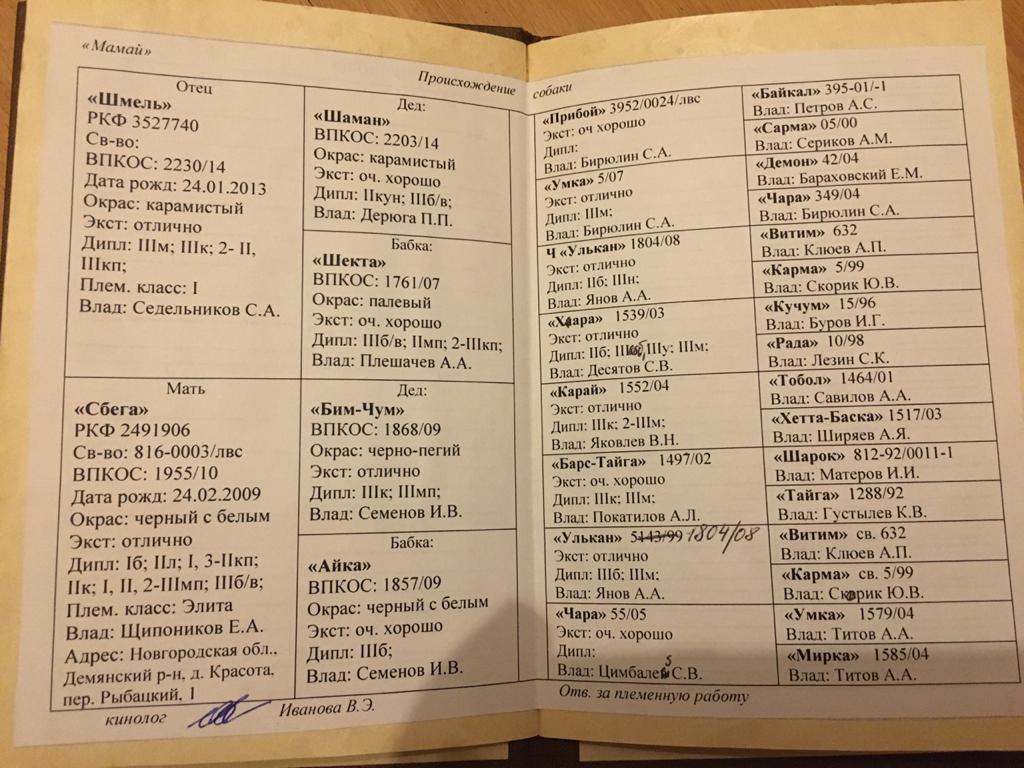 «Мамай»
Происхождение собаки
Отец
«Шмель»
РКФ 3527740
Св-во:
ВПКОС: 2230/14
Дата рожд: 24.01.2013
Окрас: карамистый
Экст: отлично
Дипл: IIIм; IIIк; 2- II,
IIIкп;
Плем. класс: I
Влад: Седельников С.А.
Мать
«Сбега»
РКФ 2491906
Св-во: 816-0003/лвс
ВПКОС: 1955/10
Дата рожд: 24.02.2009
Окрас: черный с белым
Экст: отлично
Дипл: Iб; IIл; I, 3-IIкп;
IIк; I, II, 2-IIIмп; IIIб/в;
Плем. класс: Элита
Влад: Щипоников Е.А.
Адрес: Новгородская обл.,
Демянский р-н, д. Красота,
пер. Рыбацкий, 1
Дед:
«Шаман»
ВПКОС: 2203/14
Окрас: карамистый
Экст: оч. хорошо
Дипл: IIкун; IIIб/в;
Влад: Дерюга П.П.
Бабка:
«Шекта»
ВПКОС: 1761/07
Окрас: палевый
Экст: оч. хорошо
Дипл: IIIб/в; IIмп; 2-IIIкп;
Влад: Плешачев А.А.
Дед:
«Бим-Чум»
ВПКОС: 1868/09
Окрас: черно-пегий
Экст: отлично
Дипл: IIIк; IIIмп;
Влад: Семенов И.В.
Бабка:
«Айка»
ВПКОС: 1857/09
Окрас: черный с белым
Экст: оч. хорошо
Дипл: IIIб;
Влад: Семенов И.В.
«Прибой» 3952/0024/лвс
Экст: оч хорошо
Дипл:
Влад: Бирюлин С.А.
«Умка» 5/07
Экст: отлично
Дипл: IIIм;
Влад: Бирюлин С.А.
Ч «Улькан» 1804/08
Экст: отлично
Дипл: IIб; IIIн;
Влад: Янов А.А.
1539/03
Экст: отлично
Дипл: IIб; IIIу; IIIм;
Влад: Десятов С.В.
«Карай» 1552/04
Экст: отлично
Дипл: IIIк; 2-IIIм;
Влад: Яковлев В.Н.
«Барс-Тайга» 1497/02
Экст: оч. хорошо
Дипл: IIIк; IIIм;
Влад: Покатилов А.Л.
«Улькан» 5143/99 1804/08
Экст: отлично
Дипл: IIIб; IIIм;
Влад: Янов А.А.
«Чара» 55/05
Экст: оч. хорошо
Дипл:
Влад: С.В.
«Байкал» 395-01/-1
Влад: Петров А.С.
«Сарма» 05/00
Влад: Сериков А.М.
«Демон» 42/04
Влад: Бараховский Е.М.
«Чара» 349/04
Влад: Бирюлин С.А.
«Витим» 632
Влад: Клюев А.П.
«Карма» 5/99
Влад: Скорик Ю.В.
«Кучум» 15/96
Влад: Буров И.Г.
«Рада» 10/98
Влад: Лезин С.К.
«Тобол» 1464/01
Влад: Савилов А.А.
«Хетта-Баска» 1517/03
Влад: Ширяев А.Я.
«Шарок» 812-92/0011-1
Влад: Матеров И.И.
«Тайга» 1288/92
Влад: Густылев К.В.
«Витим» св. 632
Влад: Клюев А.П.
«Карма» св. 5/99
Влад: Скорик Ю.В.
«Умка» 1579/04
Влад: Титов А.А.
«Мирка» 1585/04
Влад: Титов А.А.
кинолог Иванова В.Э.
Отв. за племенную работу